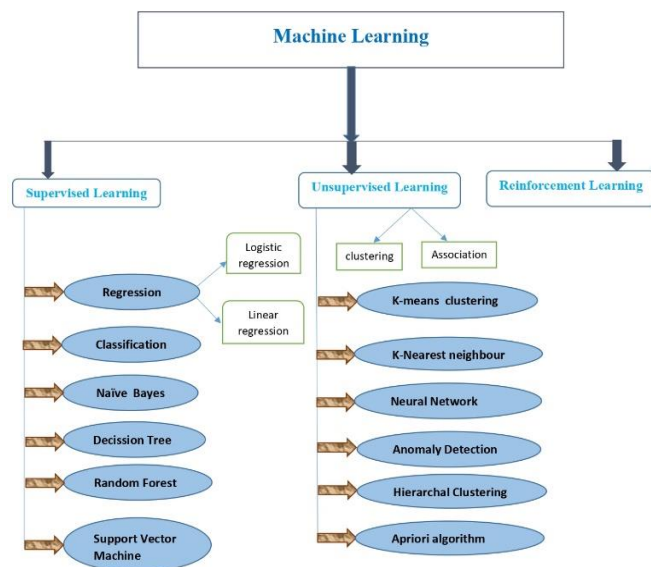 Machine Learning
Supervised Learning
Unsupervised Learning
Reinforcement Learning
Logistic
regression
Regression
Linear
regression
Classification
Naïve Bayes
Decission Tree
Random Forest
Support Vector
Machine
clustering
Association
K-means clustering
K-Nearest neighbour
Neural Network
Anomaly Detection
Hierarchal Clustering
Apriori algorithm